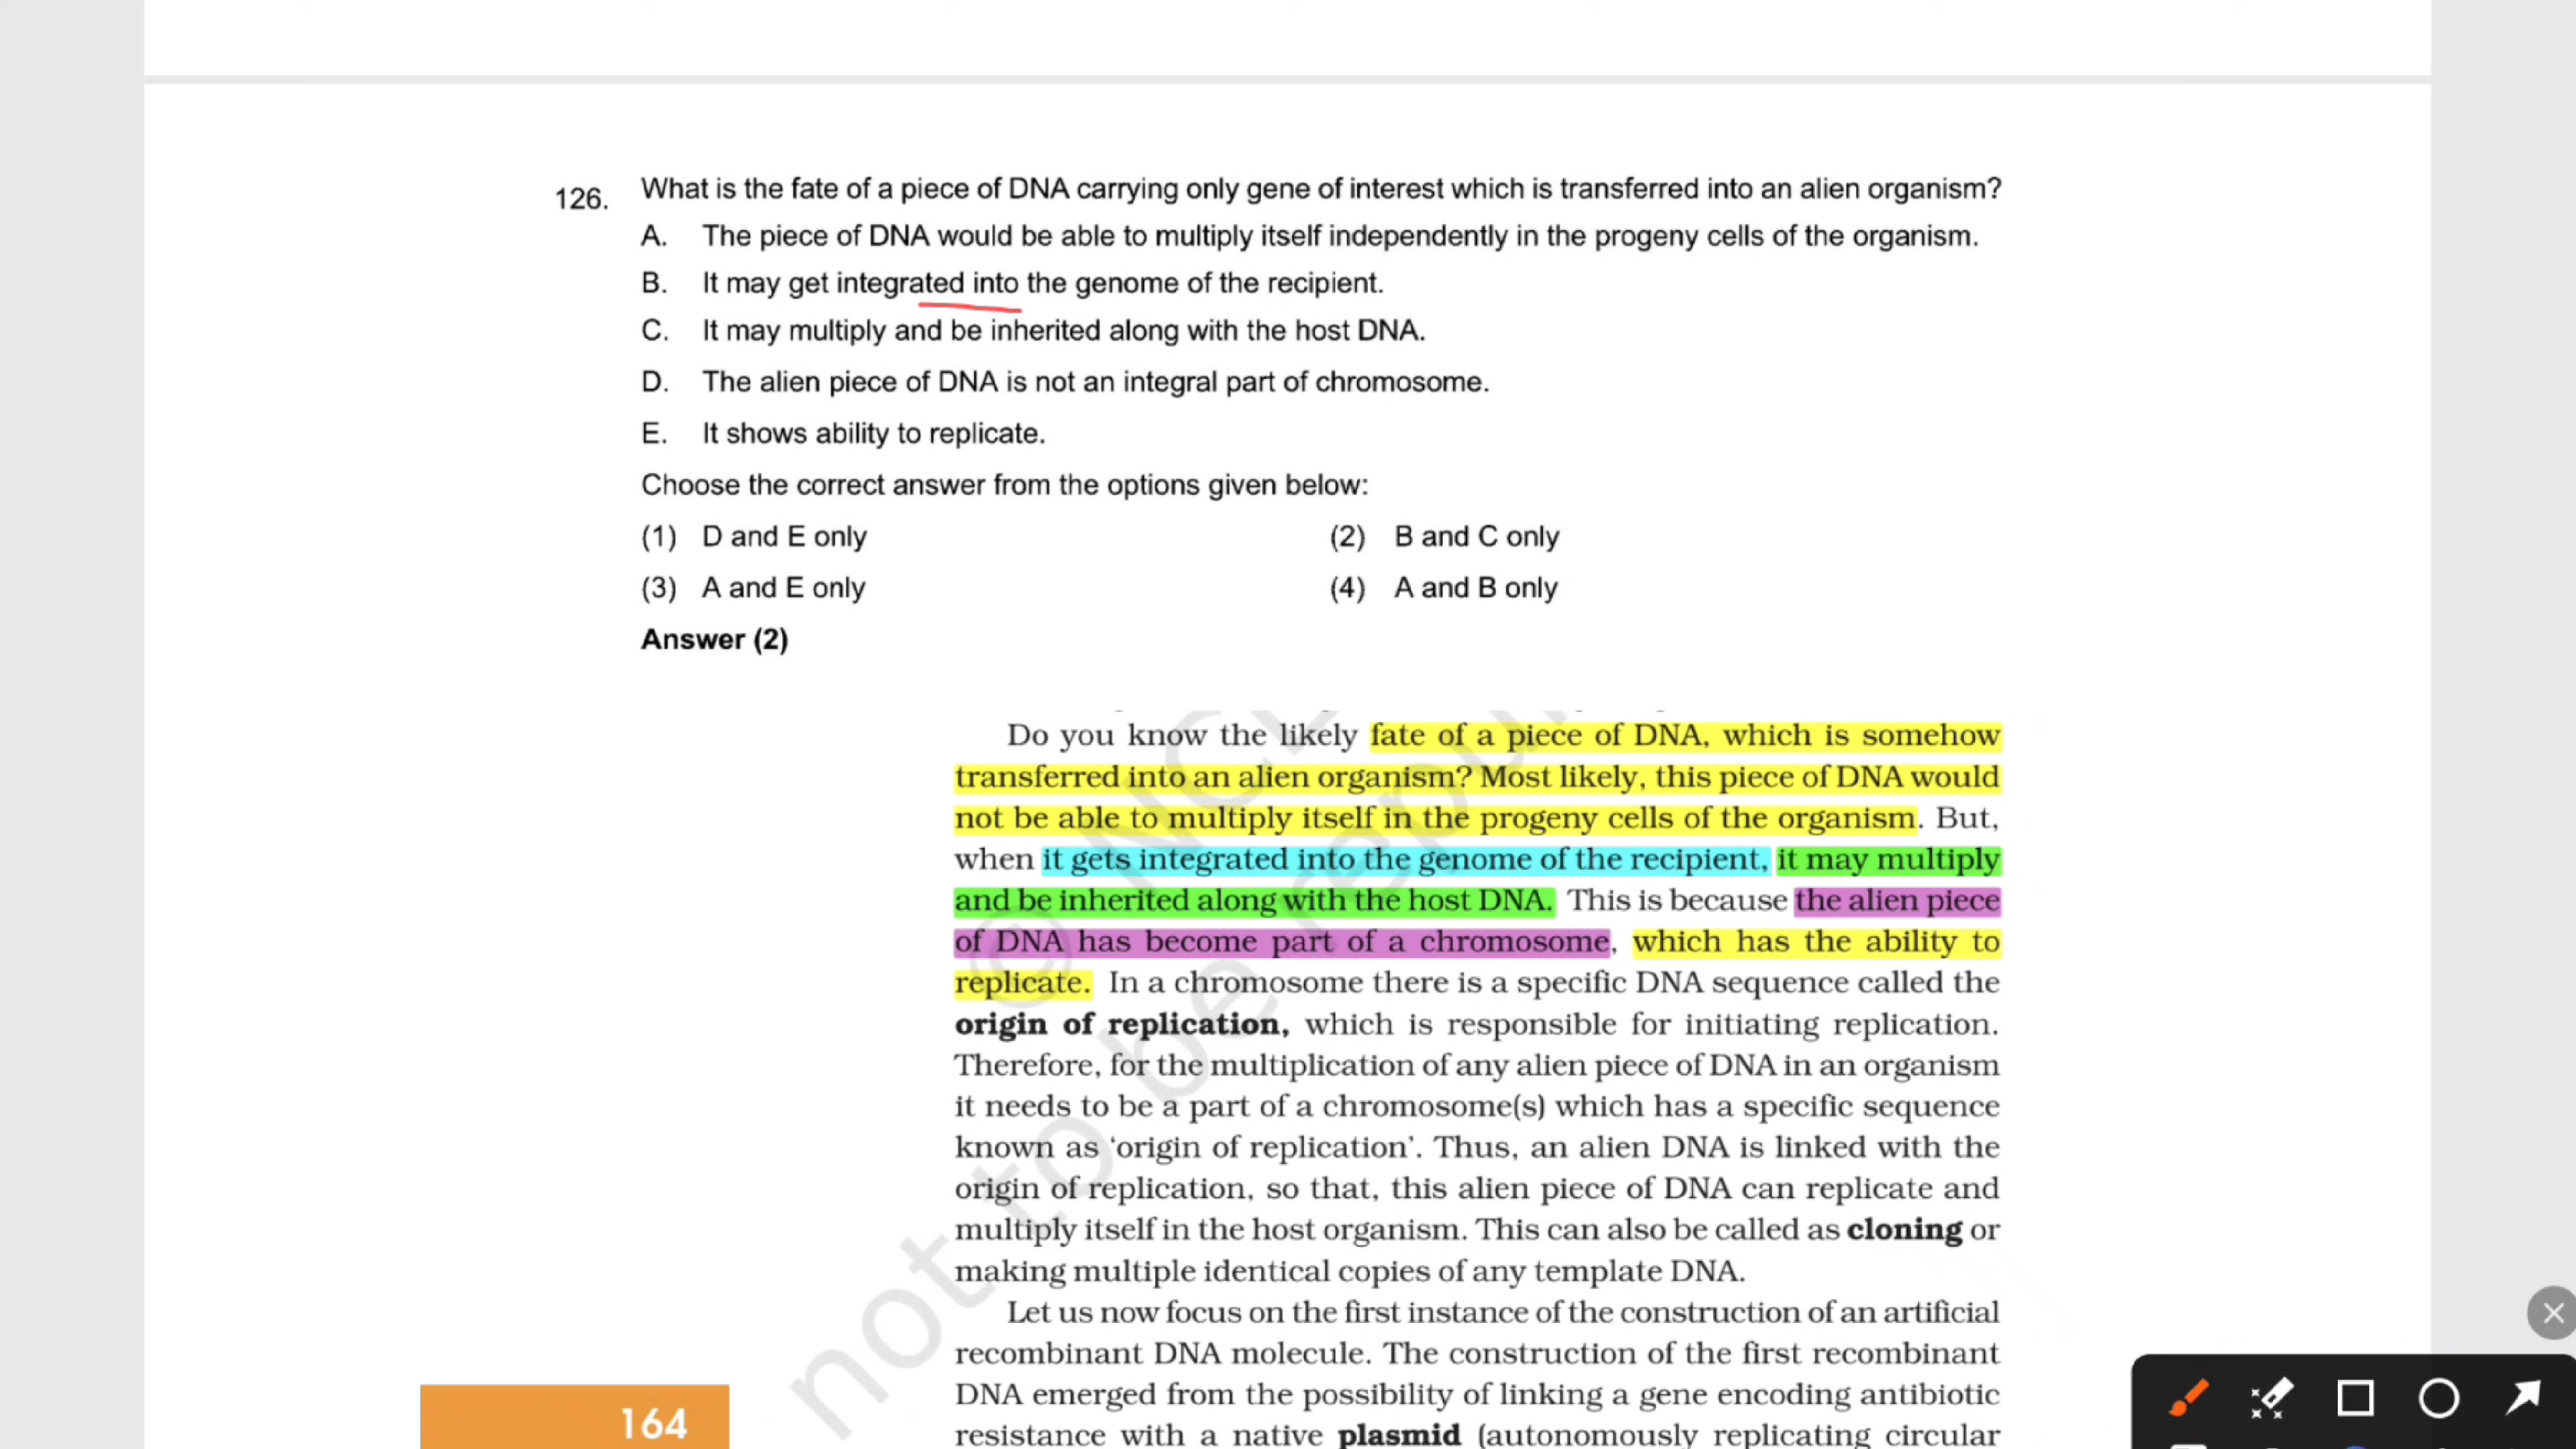 126. What is the fate of a piece of DNA carrying only gene of interest which is transferred into an alien organism?
A. The piece of DNA would be able to multiply itself independently in the progeny cells of the organism.
B. It may get integrated into the genome of the recipient.
C. It may multiply and be inherited along with the host DNA.
D. The alien piece of DNA is not an integral part of chromosome.
E. It shows ability to replicate.
Choose the correct answer from the options given below:
(1) D and E only (2) B and C only
(3) A and E only (4) A and B only
Answer (2)
Do you know the likely fate of a piece of DNA, which is somehow
transferred into an alien organism? Most likely, this piece of DNA would
not be able to multiply itself in the progeny cells of the organism. But,
when it gets integrated into the genome of the recipient, it may multiply
and be inherited along with the host DNA. This is because the alien piece
of DNA has become part of a chromosome, which has the ability to
replicate. In a chromosome there is a specific DNA sequence called the
origin of replication, which is responsible for initiating replication.
Therefore, for the multiplication of any alien piece of DNA in an organism
it needs to be a part of a chromosome(s) which has a specific sequence
known as ‘origin of replication’. Thus, an alien DNA is linked with the
origin of replication, so that, this alien piece of DNA can replicate and
multiply itself in the host organism. This can also be called as cloning or
making multiple identical copies of any template DNA.
Let us now focus on the first instance of the construction of an artificial
recombinant DNA molecule. The construction of the first recombinant
DNA emerged from the possibility of linking a gene encoding antibiotic
resistance with a native plasmid (autonomously replicating circular
164
not to be